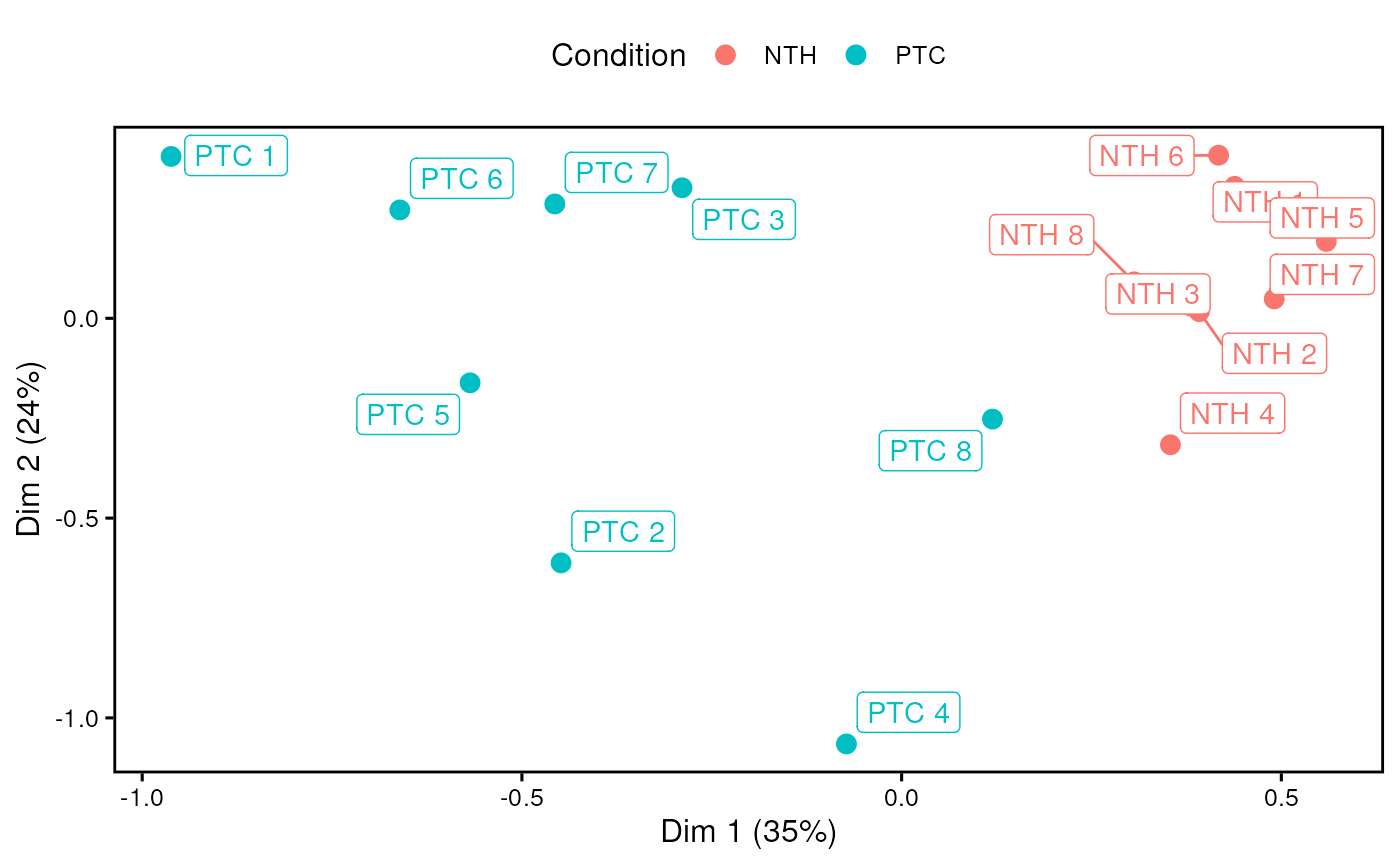 Condition NTH PTC
PTC 1
NTH 6
PTC 7
PTC 6
NTH 1
NTH 5
PTC 3
NTH 8
NTH 7
NTH 3
NTH 2
PTC 5
NTH 4
PTC 8
PTC 2
PTC 4
0.0
-0.5
-1.0
Dim 2 (24%)
-1.0 -0.5 0.0 0.5
Dim 1 (35%)